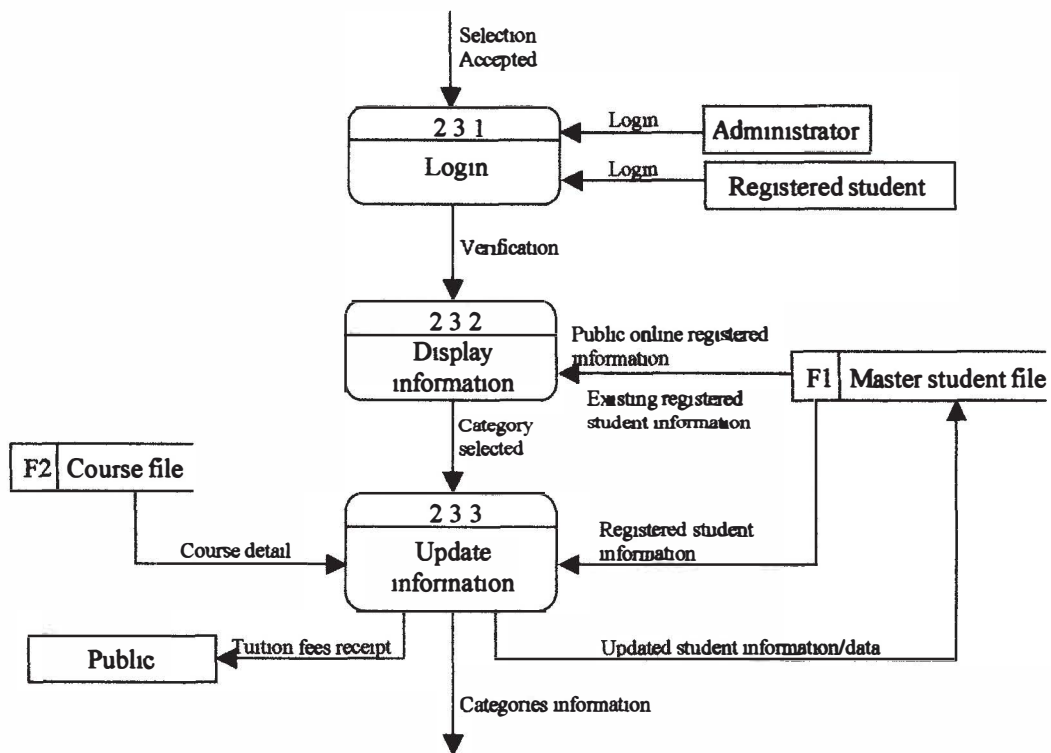 Selection
Accepted
2 3 1
Login
Login
Administrator
Login
Registered student
Verification
2 3 2
Display
information
Public online registered
information
F1 Master student file
Existing registered
student information
Category
selected
F2 Course file
2 3 3
Update
information
Registered student
information
Course detail
Public
Tuition fees receipt
Updated student information/data
Categories information